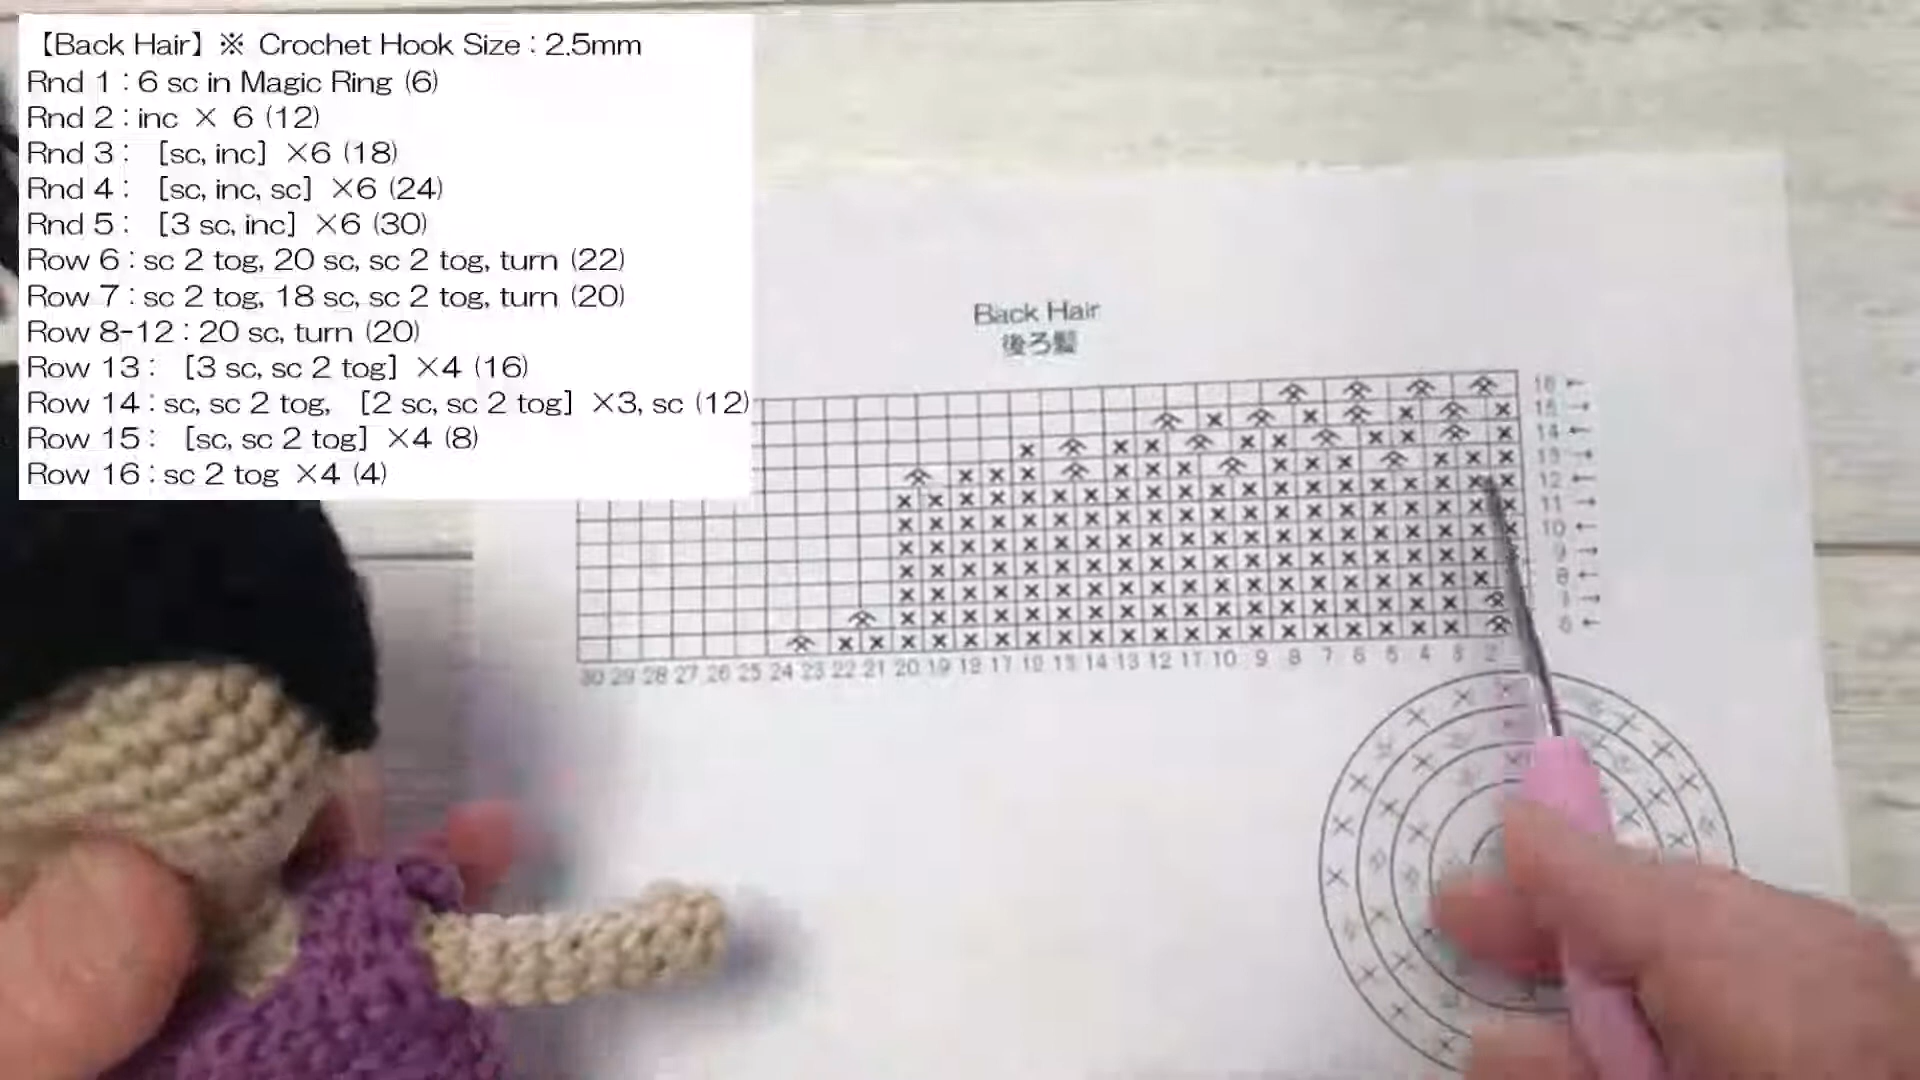 【Back Hair】※ Crochet Hook Size : 2.5mm
Rnd 1 : 6 sc in Magic Ring (6)
Rnd 2 : inc × 6 (12)
Rnd 3 : [sc, inc] ×6 (18)
Rnd 4 : [sc, inc, sc] ×6 (24)
Rnd 5 : [3 sc, inc] ×6 (30)
Row 6 : sc 2 tog, 20 sc, sc 2 tog, turn (22)
Row 7 : sc 2 tog, 18 sc, sc 2 tog, turn (20)
Row 8-12 : 20 sc, turn (20)
Row 13 : [3 sc, sc 2 tog] ×4 (16)
Row 14 : sc, sc 2 tog, [2 sc, sc 2 tog] ×3, sc (12)
Row 15 : [sc, sc 2 tog] ×4 (8)
Row 16 : sc 2 tog ×4 (4)
Back Hair
後ろ髪
16 ←
15 →
14 ←
13 →
12 ←
11 →
10 ←
9 →
8 ←
→
6 ←
30 29 28 27 26 25 24 23 22 21 20 19 18 17 16 15 14 13 12 11 10 9 8 7 6 5 4 3 2